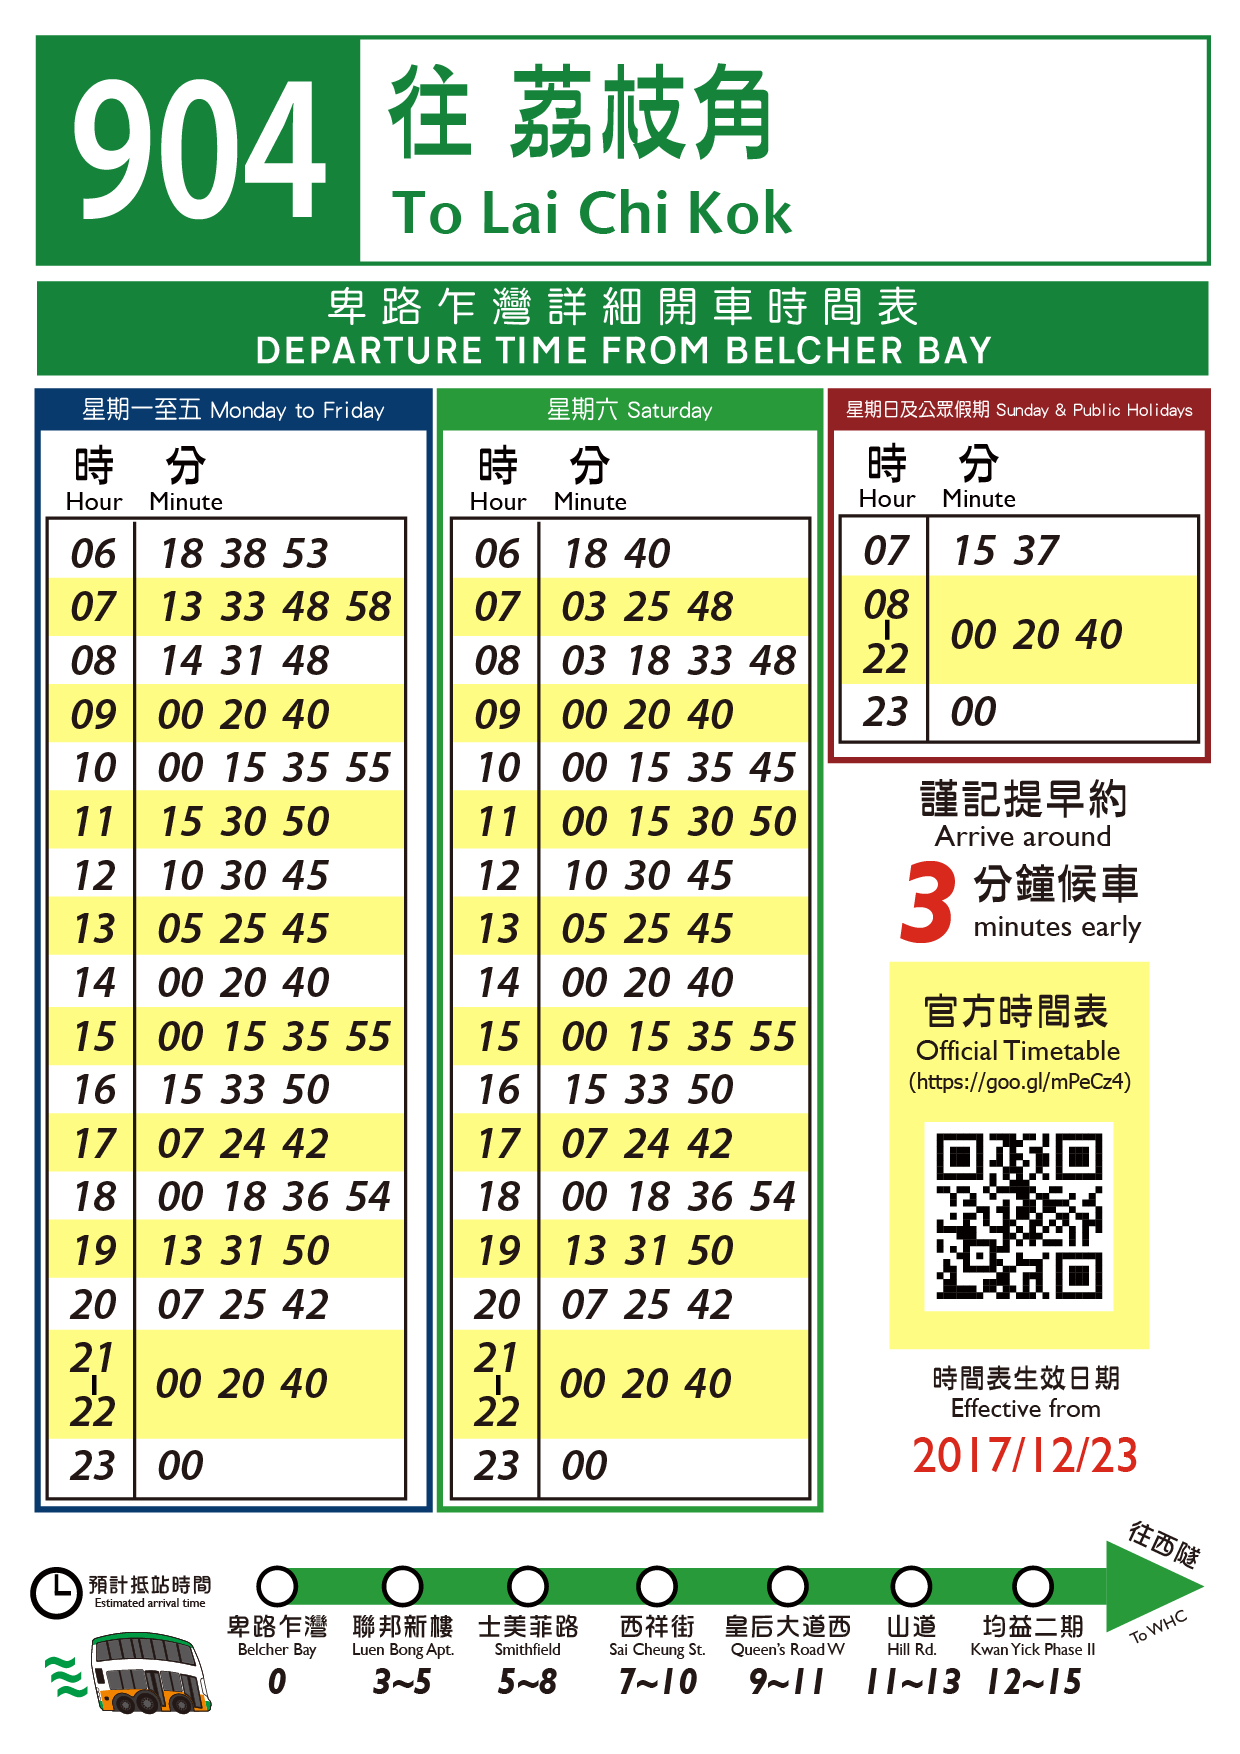 904
往 荔枝角
To Lai Chi Kok
卑路乍灣詳細開車時間表
DEPARTURE TIME FROM BELCHER BAY
星期一至五 Monday to Friday
時 分
Hour Minute
06 18 38 53
07 13 33 48 58
08 14 31 48
09 00 20 40
10 00 15 35 55
11 15 30 50
12 10 30 45
13 05 25 45
14 00 20 40
15 00 15 35 55
16 15 33 50
17 07 24 42
18 00 18 36 54
19 13 31 50
20 07 25 42
21
|
22 00 20 40
23 00
星期六 Saturday
時 分
Hour Minute
06 18 40
07 03 25 48
08 03 18 33 48
09 00 20 40
10 00 15 35 45
11 00 15 30 50
12 10 30 45
13 05 25 45
14 00 20 40
15 00 15 35 55
16 15 33 50
17 07 24 42
18 00 18 36 54
19 13 31 50
20 07 25 42
21
|
22 00 20 40
23 00
星期日及公眾假期 Sunday & Public Holidays
時 分
Hour Minute
07 15 37
08
|
22 00 20 40
23 00
謹記提早約
Arrive around
3 分鐘候車
minutes early
官方時間表
Official Timetable
(https://goo.gl/mPeCz4)
時間表生效日期
Effective from
2017/12/23
預計抵站時間
Estimated arrival time
卑路乍灣
Belcher Bay
0
聯邦新樓
Luen Bong Apt.
3~5
士美菲路
Smithfield
5~8
西祥街
Sai Cheung St.
7~10
皇后大道西
Queen's Road W
9~11
山道
Hill Rd.
11~13
均益二期
Kwan Yick Phase II
12~15
往西隧
To WHC